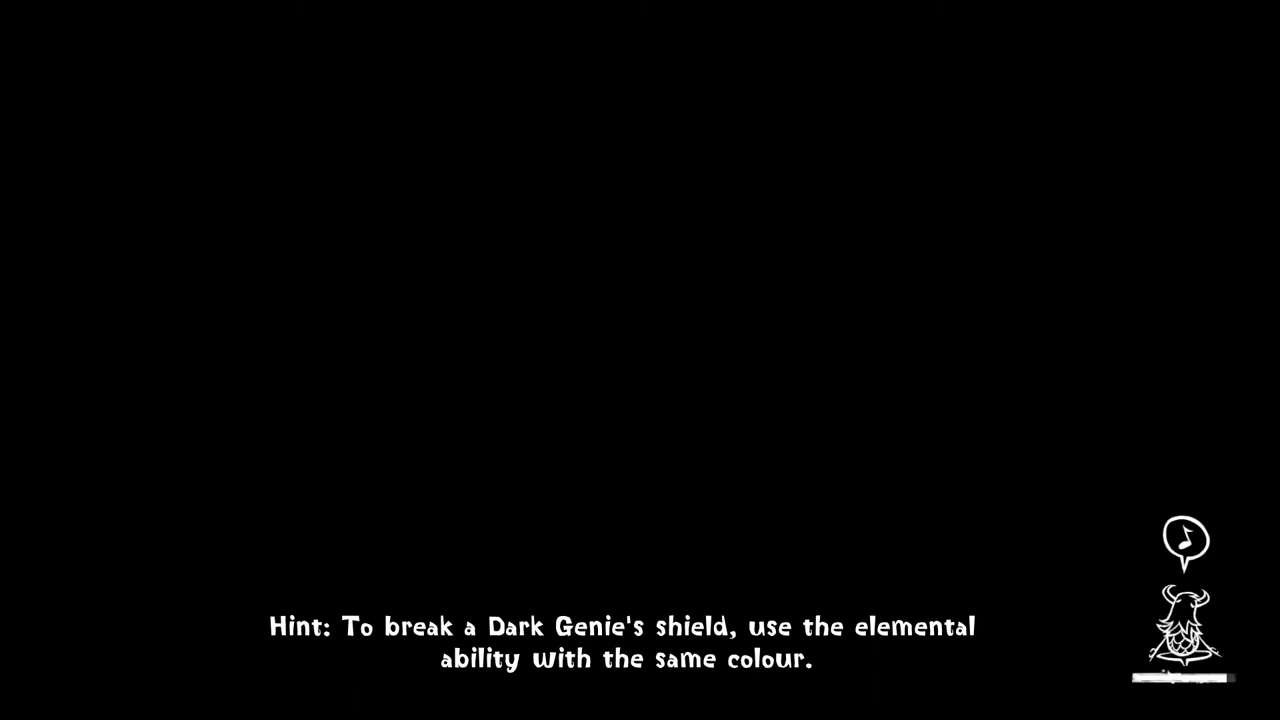 Hint: To break a Dark Genie's shield, use the elemental
ability with the same colour.